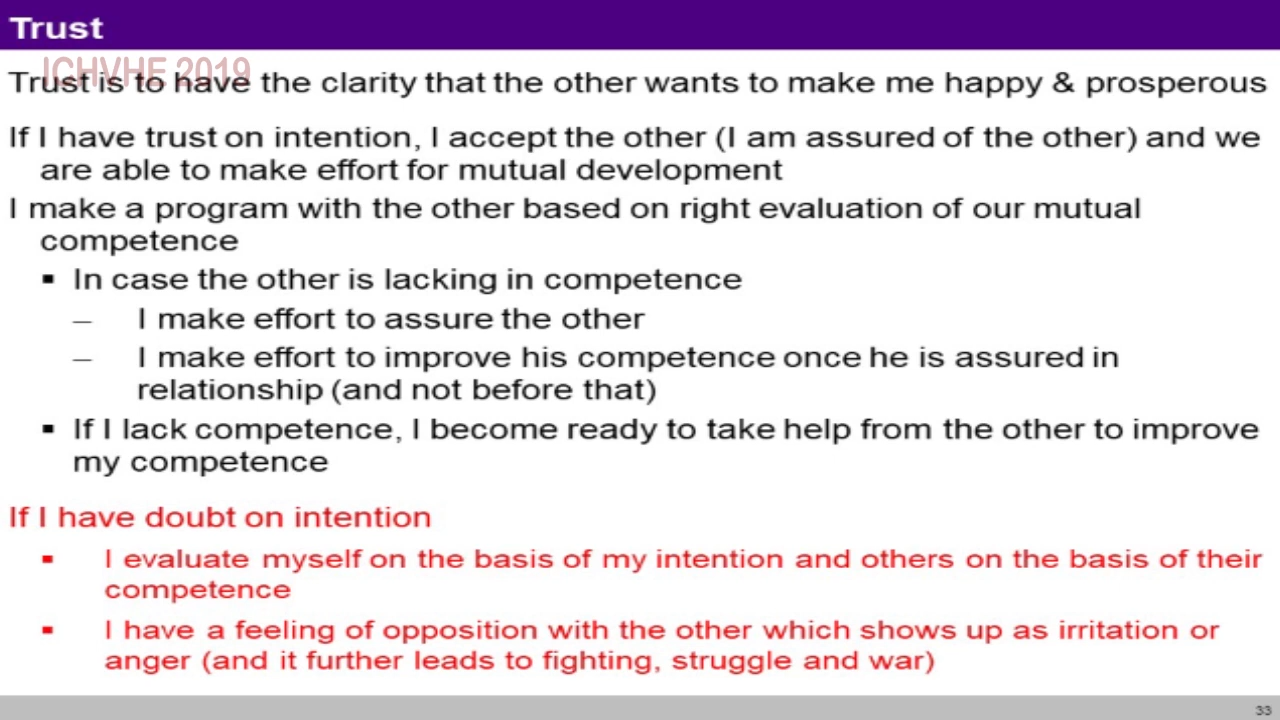 Trust
ICHVHE 2019
Trust is to have the clarity that the other wants to make me happy & prosperous
If I have trust on intention, I accept the other (I am assured of the other) and we
are able to make effort for mutual development
I make a program with the other based on right evaluation of our mutual
competence
▪ In case the other is lacking in competence
– I make effort to assure the other
– I make effort to improve his competence once he is assured in
relationship (and not before that)
▪ If I lack competence, I become ready to take help from the other to improve
my competence
If I have doubt on intention
▪ I evaluate myself on the basis of my intention and others on the basis of their
competence
▪ I have a feeling of opposition with the other which shows up as irritation or
anger (and it further leads to fighting, struggle and war)
33